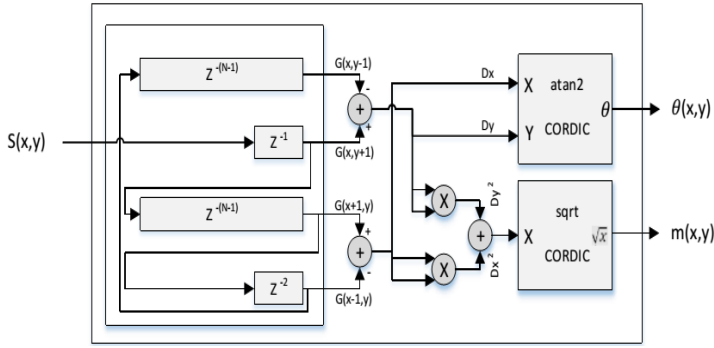 S(x,y)
Z -(N-1)
Z -1
Z -(N-1)
Z -2
G(x,y-1)
-
+
+
G(x,y+1)
G(x+1,y)
+
+
-
G(x-1,y)
Dx
Dy
X
X
Dy ²
+
Dx ²
X atan2
θ
Y CORDIC
θ(x,y)
sqrt
X √x
CORDIC
m(x,y)